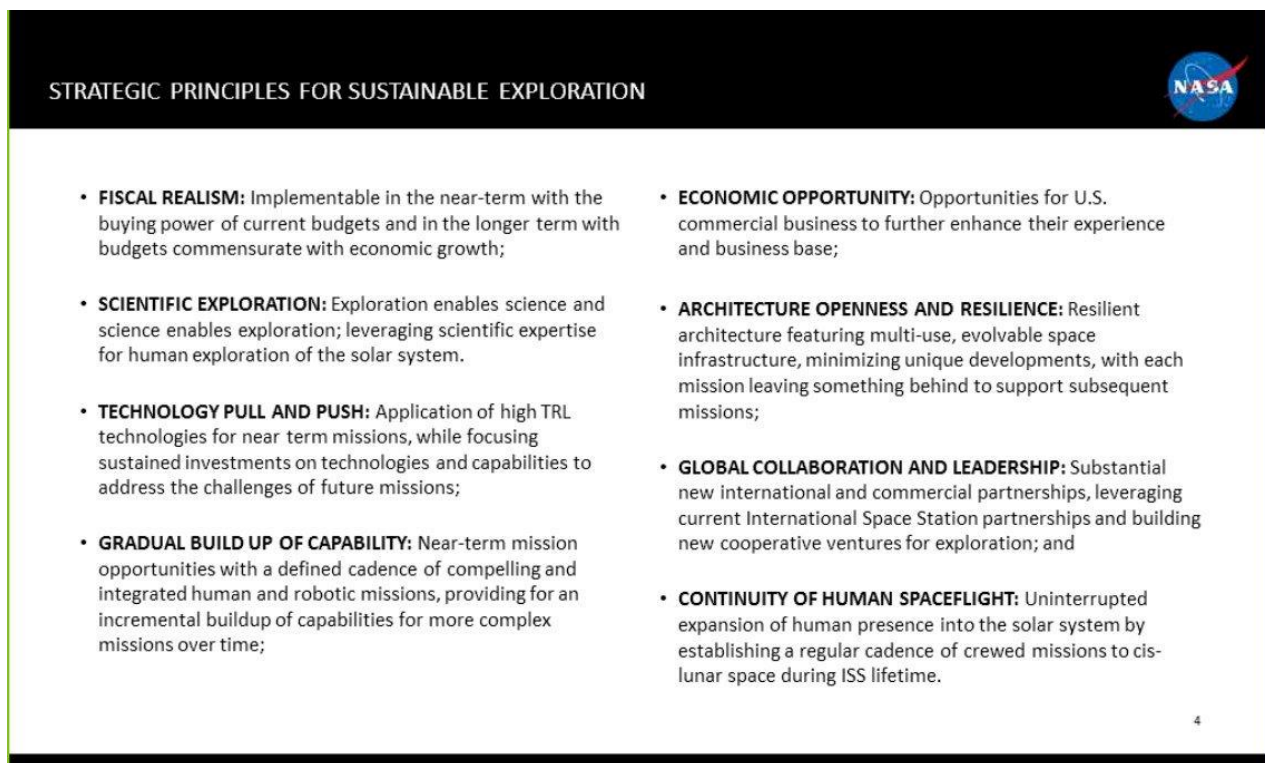 STRATEGIC PRINCIPLES FOR SUSTAINABLE EXPLORATION
NASA
• FISCAL REALISM: Implementable in the near-term with the
buying power of current budgets and in the longer term with
budgets commensurate with economic growth;
• SCIENTIFIC EXPLORATION: Exploration enables science and
science enables exploration; leveraging scientific expertise
for human exploration of the solar system.
• TECHNOLOGY PULL AND PUSH: Application of high TRL
technologies for near term missions, while focusing
sustained investments on technologies and capabilities to
address the challenges of future missions;
• GRADUAL BUILD UP OF CAPABILITY: Near-term mission
opportunities with a defined cadence of compelling and
integrated human and robotic missions, providing for an
incremental buildup of capabilities for more complex
missions over time;
• ECONOMIC OPPORTUNITY: Opportunities for U.S.
commercial business to further enhance their experience
and business base;
• ARCHITECTURE OPENNESS AND RESILIENCE: Resilient
architecture featuring multi-use, evolvable space
infrastructure, minimizing unique developments, with each
mission leaving something behind to support subsequent
missions;
• GLOBAL COLLABORATION AND LEADERSHIP: Substantial
new international and commercial partnerships, leveraging
current International Space Station partnerships and building
new cooperative ventures for exploration; and
• CONTINUITY OF HUMAN SPACEFLIGHT: Uninterrupted
expansion of human presence into the solar system by
establishing a regular cadence of crewed missions to cis-
lunar space during ISS lifetime.
4